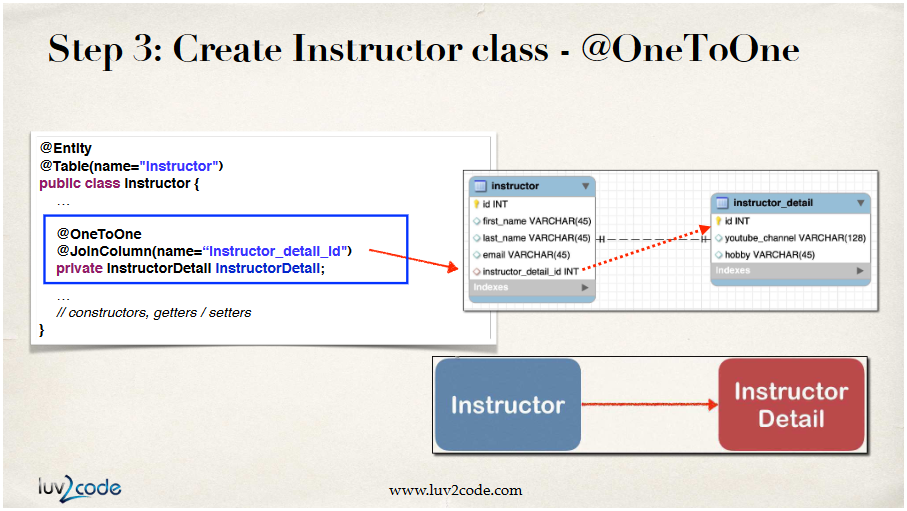 Step 3: Create Instructor class - @OneToOne
@Entity
@Table(name="instructor")
public class Instructor {
...
@OneToOne
@JoinColumn(name=“instructor_detail_id")
private InstructorDetail instructorDetail;
...
// constructors, getters / setters
}
instructor
id INT
first_name VARCHAR(45)
last_name VARCHAR(45)
email VARCHAR(45)
instructor_detail_id INT
Indexes
instructor_detail
id INT
youtube_channel VARCHAR(128)
hobby VARCHAR(45)
Indexes
Instructor
Instructor
Detail
luv2code
www.luv2code.com